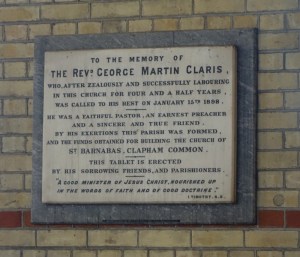 TO THE MEMORY OF
THE REVD. GEORGE MARTIN CLARIS,
WHO, AFTER ZEALOUSLY AND SUCCESSFULLY LABOURING
IN THIS CHURCH FOR FOUR AND A HALF YEARS,
WAS CALLED TO HIS REST ON JANUARY 15TH 1898.
HE WAS A FAITHFUL PASTOR, AN EARNEST PREACHER
AND A SINCERE AND TRUE FRIEND.
BY HIS EXERTIONS THIS PARISH WAS FORMED,
AND THE FUNDS OBTAINED FOR BUILDING THE CHURCH OF
ST BARNABAS, CLAPHAM COMMON.
THIS TABLET IS ERECTED
BY HIS SORROWING FRIENDS, AND PARISHIONERS.
"A GOOD MINISTER OF JESUS CHRIST, NOURISHED UP
IN THE WORDS OF FAITH AND OF GOOD DOCTRINE."
I TIMOTHY.